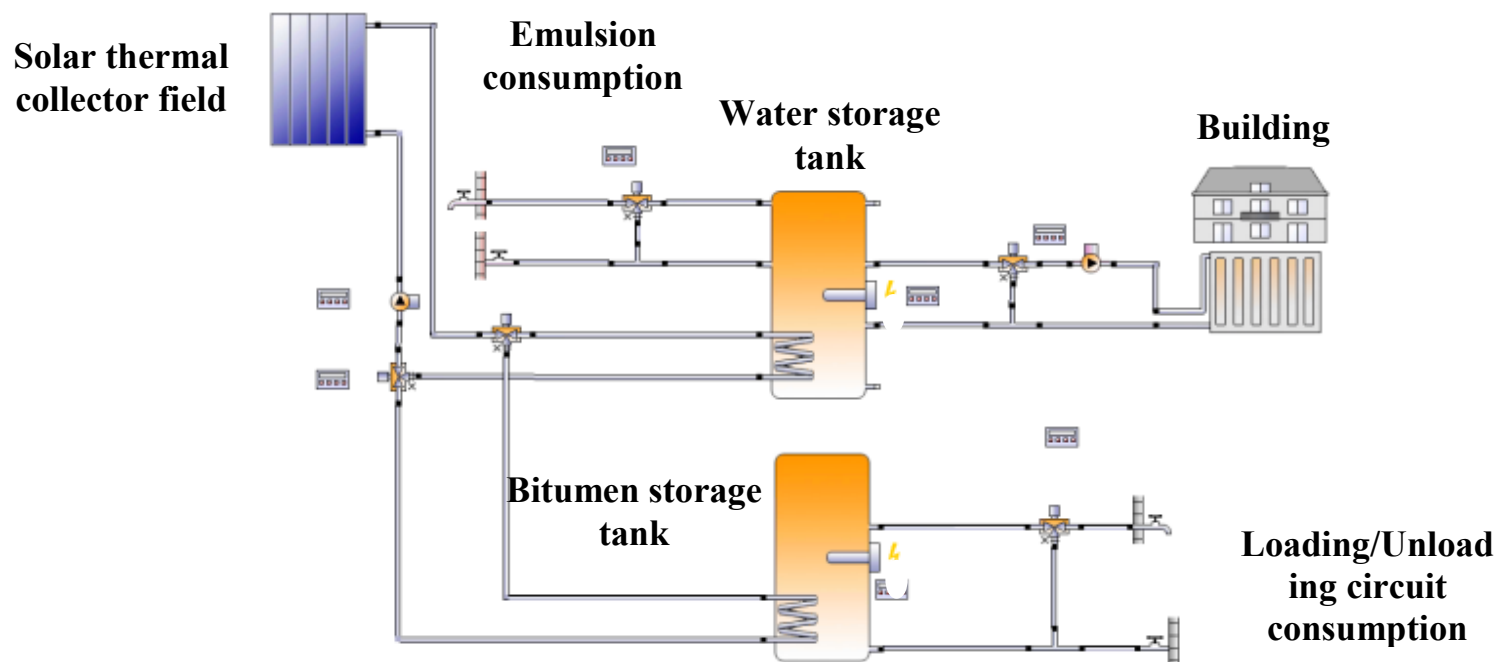 Solar thermal
collector field
Emulsion
consumption
Water storage
tank
Building
Bitumen storage
tank
Loading/Unload
ing circuit
consumption